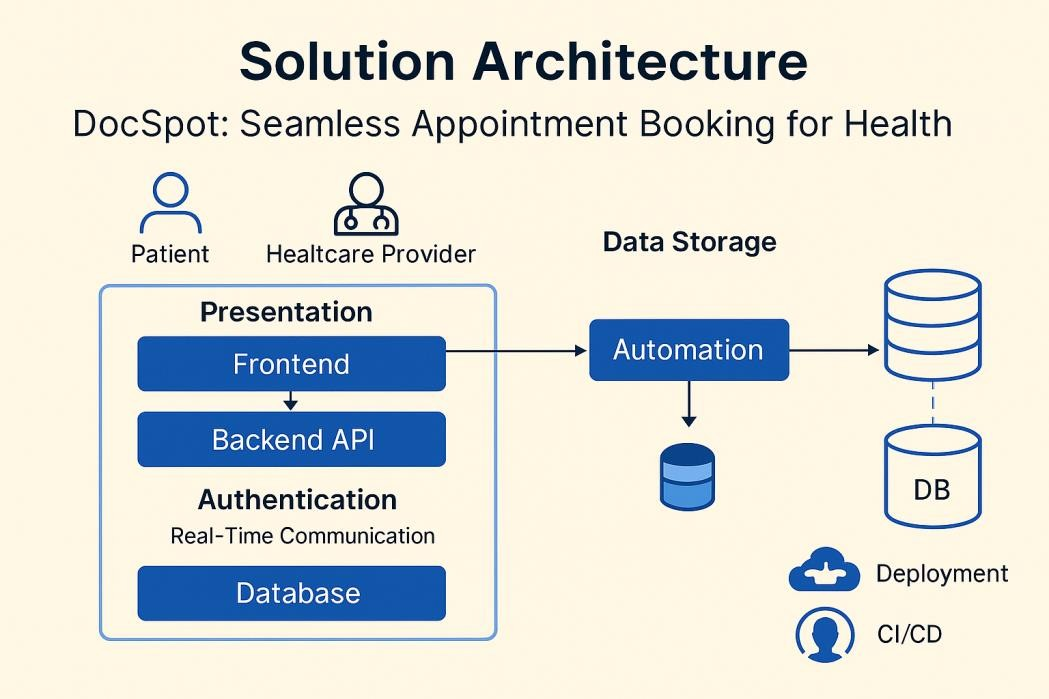 Solution Architecture
DocSpot: Seamless Appointment Booking for Health
Patient
Healtcare Provider
Presentation
Frontend
Backend API
Authentication
Real-Time Communication
Database
Data Storage
Automation
DB
Deployment
CI/CD